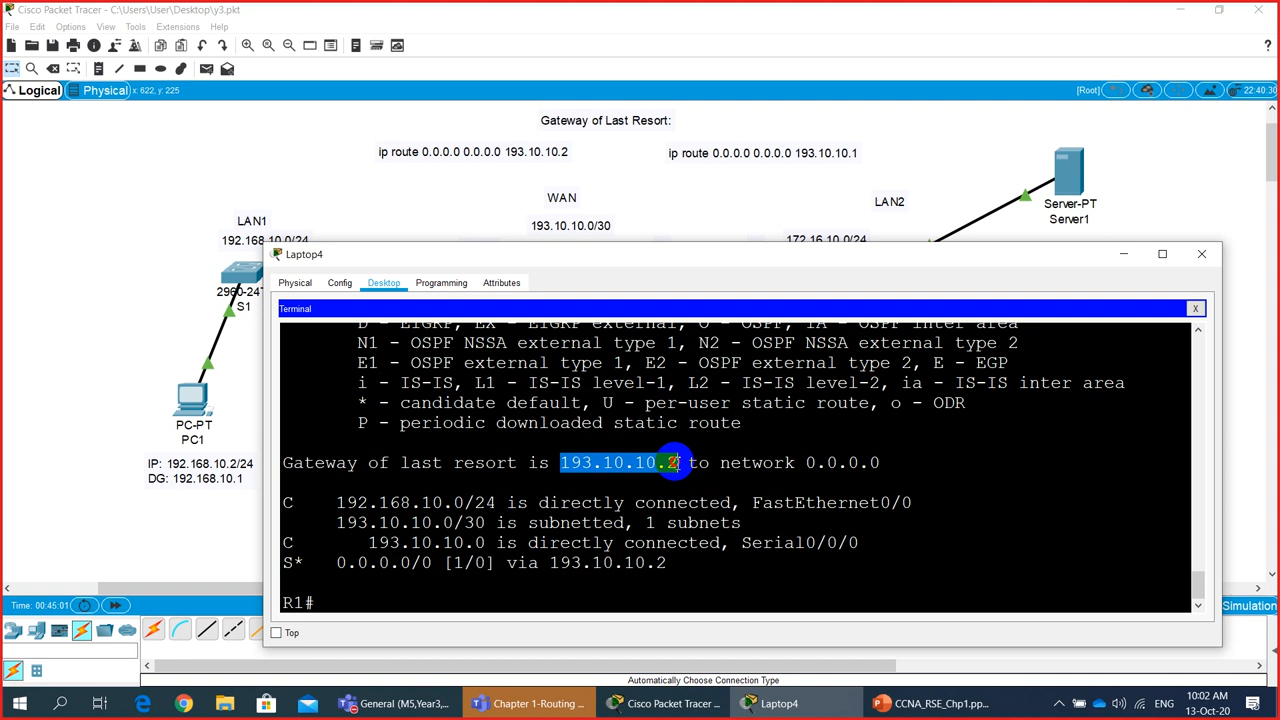 Cisco Packet Tracer - C:\Users\User\Desktop\y3.pkt
File Edit Options View Tools Extensions Help
Logical Physical x: 622, y: 225 [Root] 22:40:30
Gateway of Last Resort:
ip route 0.0.0.0 0.0.0.0 193.10.10.2 ip route 0.0.0.0 0.0.0.0 193.10.10.1
WAN
193.10.10.0/30
LAN1
192.168.10.0/24
LAN2
172.16.10.0/24
Server-PT
Server1
2960-24T
S1
PC-PT
PC1
IP: 192.168.10.2/24
DG: 192.168.10.1
Laptop4
Physical Config Desktop Programming Attributes
Terminal X
D - EIGRP, EX - EIGRP external, O - OSPF, IA - OSPF inter area
N1 - OSPF NSSA external type 1, N2 - OSPF NSSA external type 2
E1 - OSPF external type 1, E2 - OSPF external type 2, E - EGP
i - IS-IS, L1 - IS-IS level-1, L2 - IS-IS level-2, ia - IS-IS inter area
* - candidate default, U - per-user static route, o - ODR
P - periodic downloaded static route
Gateway of last resort is 193.10.10.2 to network 0.0.0.0
C 192.168.10.0/24 is directly connected, FastEthernet0/0
193.10.10.0/30 is subnetted, 1 subnets
C 193.10.10.0 is directly connected, Serial0/0/0
S* 0.0.0.0/0 [1/0] via 193.10.10.2
R1#
Top
Time: 00:45:01 Simulation
Automatically Choose Connection Type
General (M5,Year3,... Chapter 1-Routing ... Cisco Packet Tracer ... Laptop4 CCNA_RSE_Chp1.pp...
ENG
10:02 AM
13-Oct-20